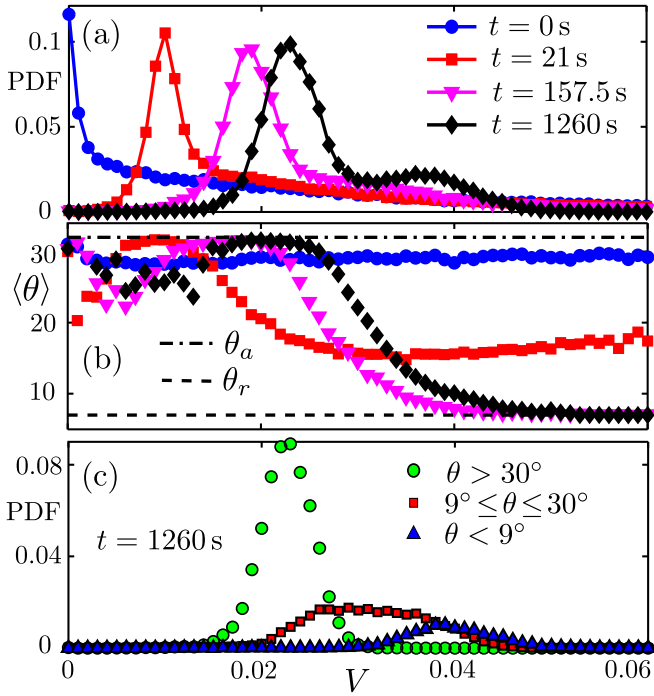 0.1
(a)
t = 0 s
PDF
t = 21 s
0.05
t = 157.5 s
t = 1260 s
0
30
⟨θ⟩
20
(b)
θa
θr
10
0.08
(c)
θ > 30°
PDF
9° ≤ θ ≤ 30°
t = 1260 s
θ < 9°
0.04
0
0
0.02
V
0.04
0.06